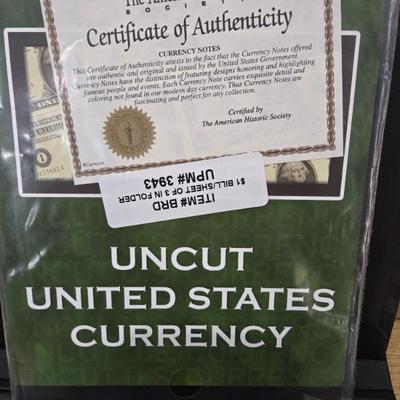 The American
SOCIETY
Certificate of Authenticity
CURRENCY NOTES
This Certificate of Authenticity attests to the fact that the Currency Notes offered
are authentic and original and issued by the United States Government.
Currency Notes have the distinction of featuring designs honoring and highlighting
famous people and events. Each Currency Note carries exquisite detail and
coloring not found in our modern day currency. Thus Currency Notes are
fascinating and perfect for any collection.
Certified by
The American Historic Society
ITEM# BRD
UPM# 3943
$1 BILL/SHEET OF 3 IN FOLDER
UNCUT
UNITED STATES
CURRENCY